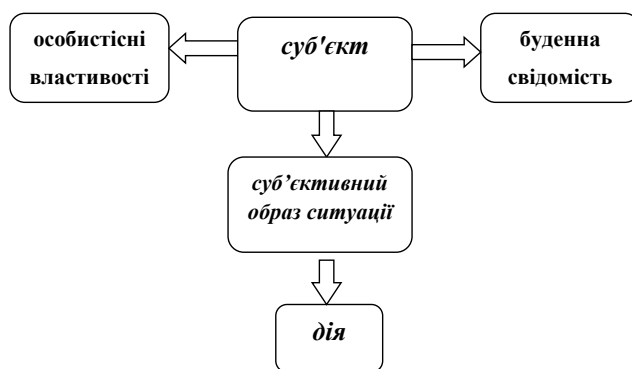 особистісні
властивості
суб'єкт
буденна
свідомість
суб’єктивний
образ ситуації
дія